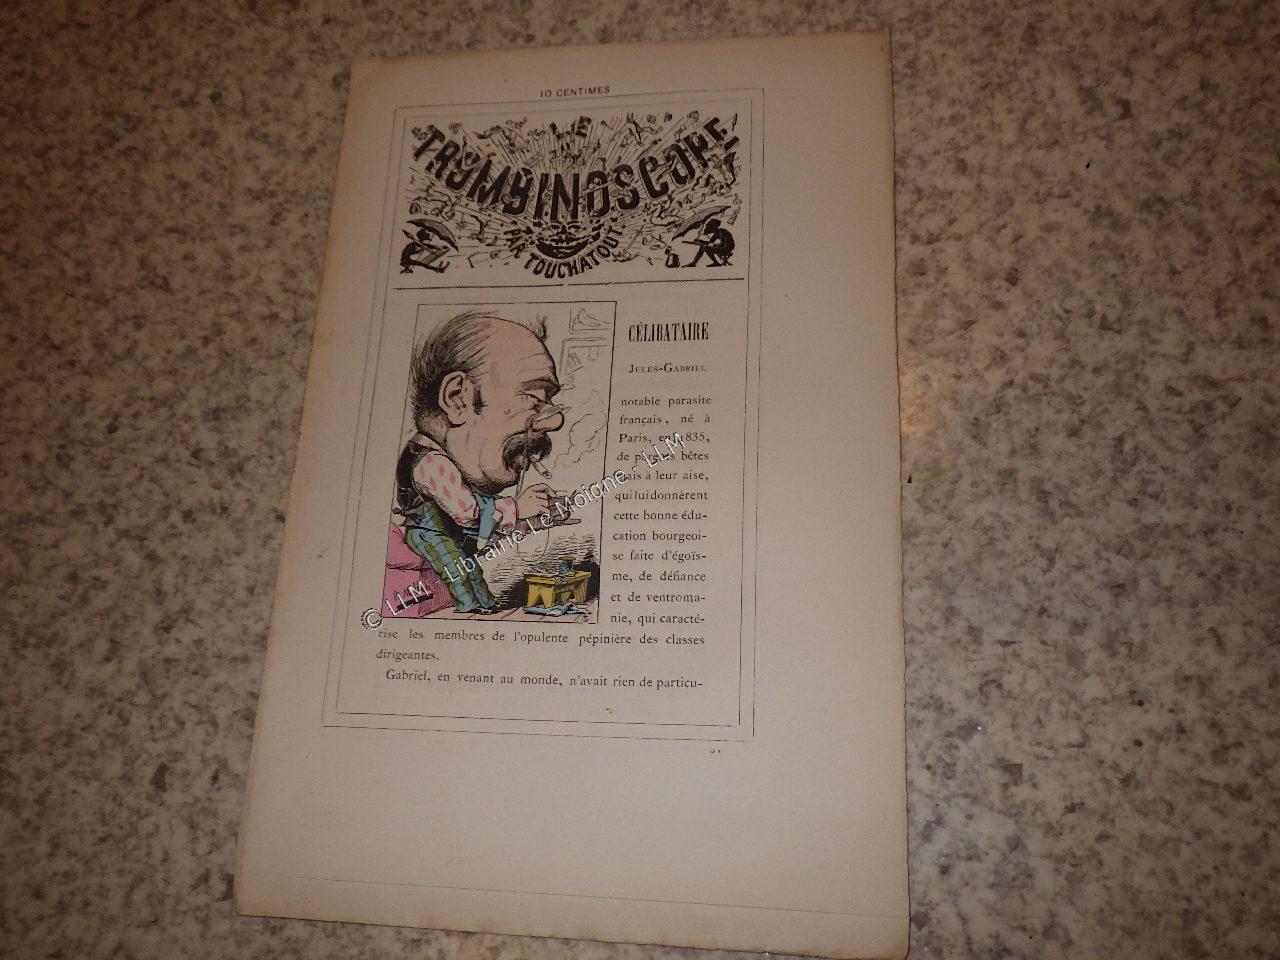 10 CENTIMES
LE
TROMBINOSCOPE
PAR
TOUCHATOUT
CÉLIBATAIRE
JULES-GABRIEL
notable parasite
français, né à
Paris, en 1835,
de parents bêtes
mais à leur aise,
qui lui donnèrent
cette bonne édu-
cation bourgeoi-
se faite d'égoïs-
me, de défiance
et de ventroma-
nie, qui caracté-
rise les membres de l'opulente pépinière des classes
dirigeantes.
Gabriel, en venant au monde, n'avait rien de particu-
© LLM - Librairie Le Moigne - LLM